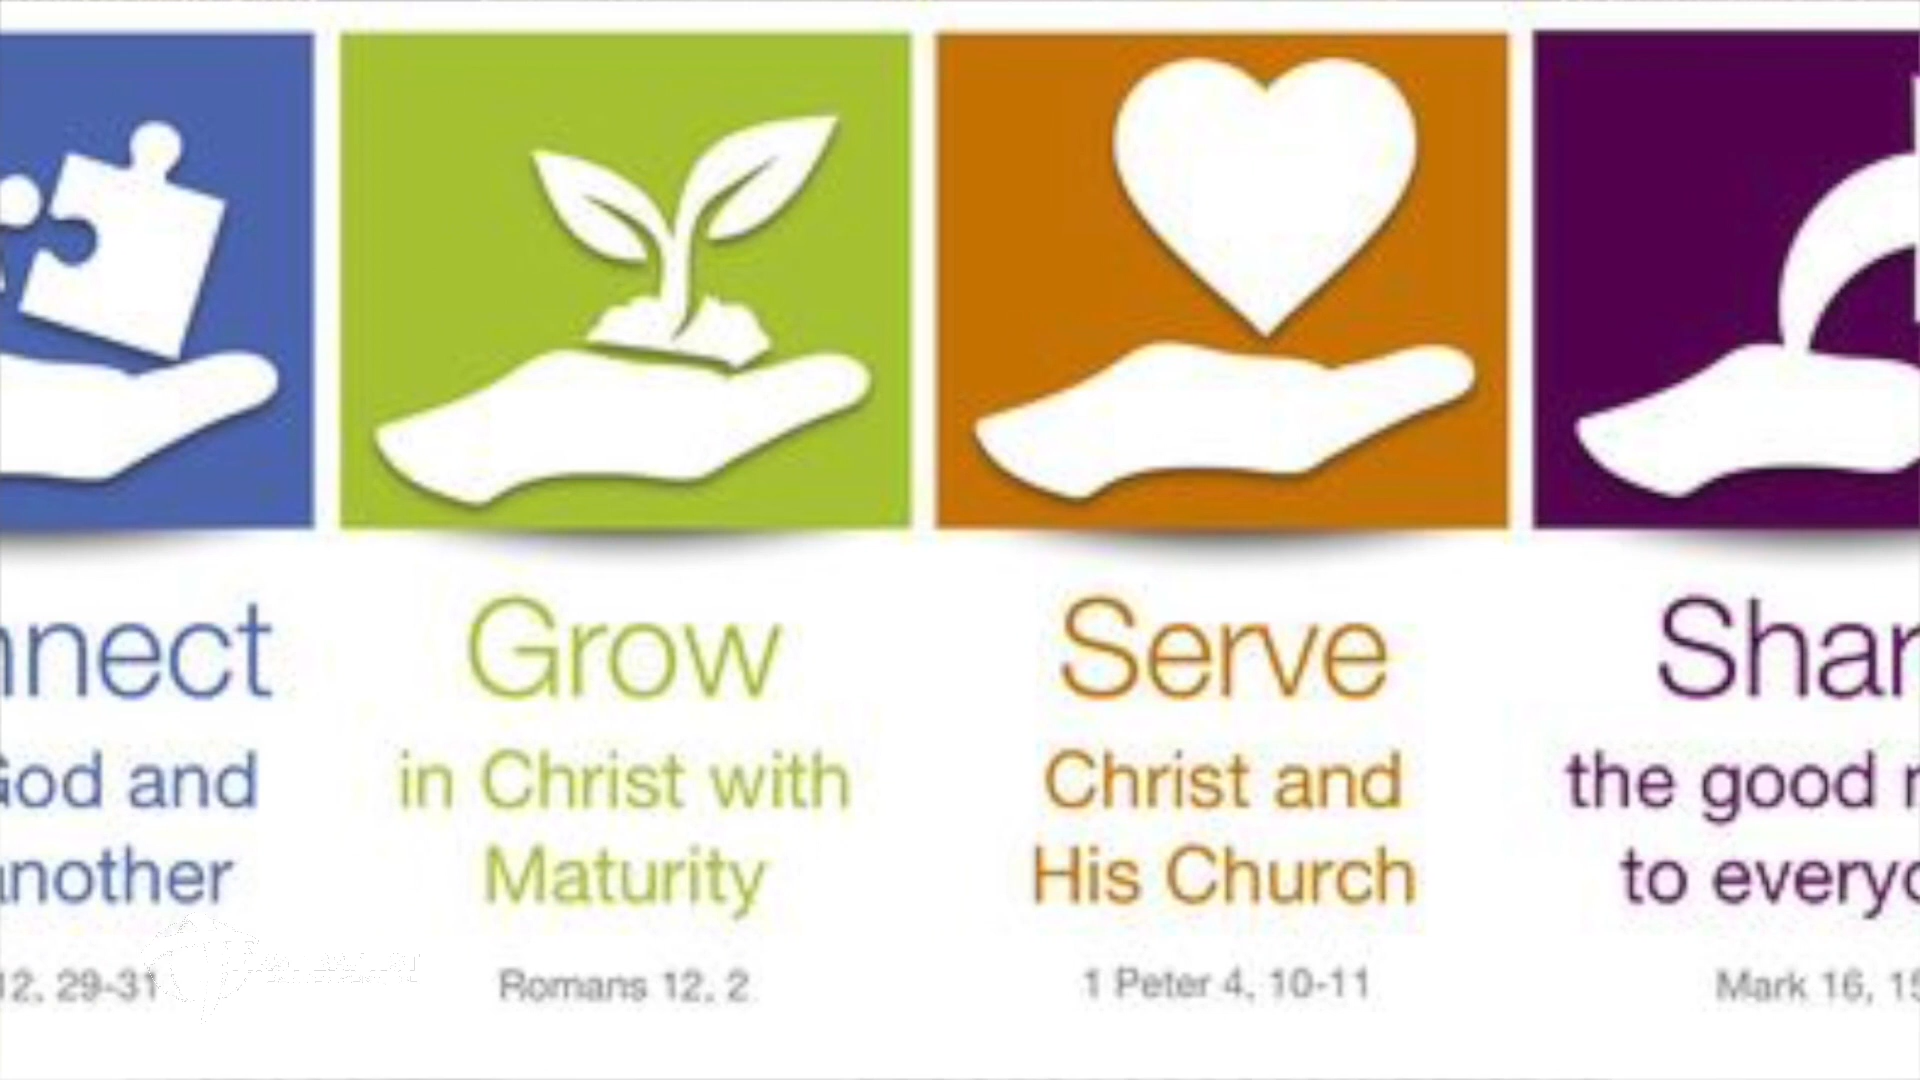 nnect
God and
another
12, 29-31
Grow
in Christ with
Maturity
Romans 12, 2
Serve
Christ and
His Church
1 Peter 4, 10-11
Shar
the good
to everyo
Mark 16, 15